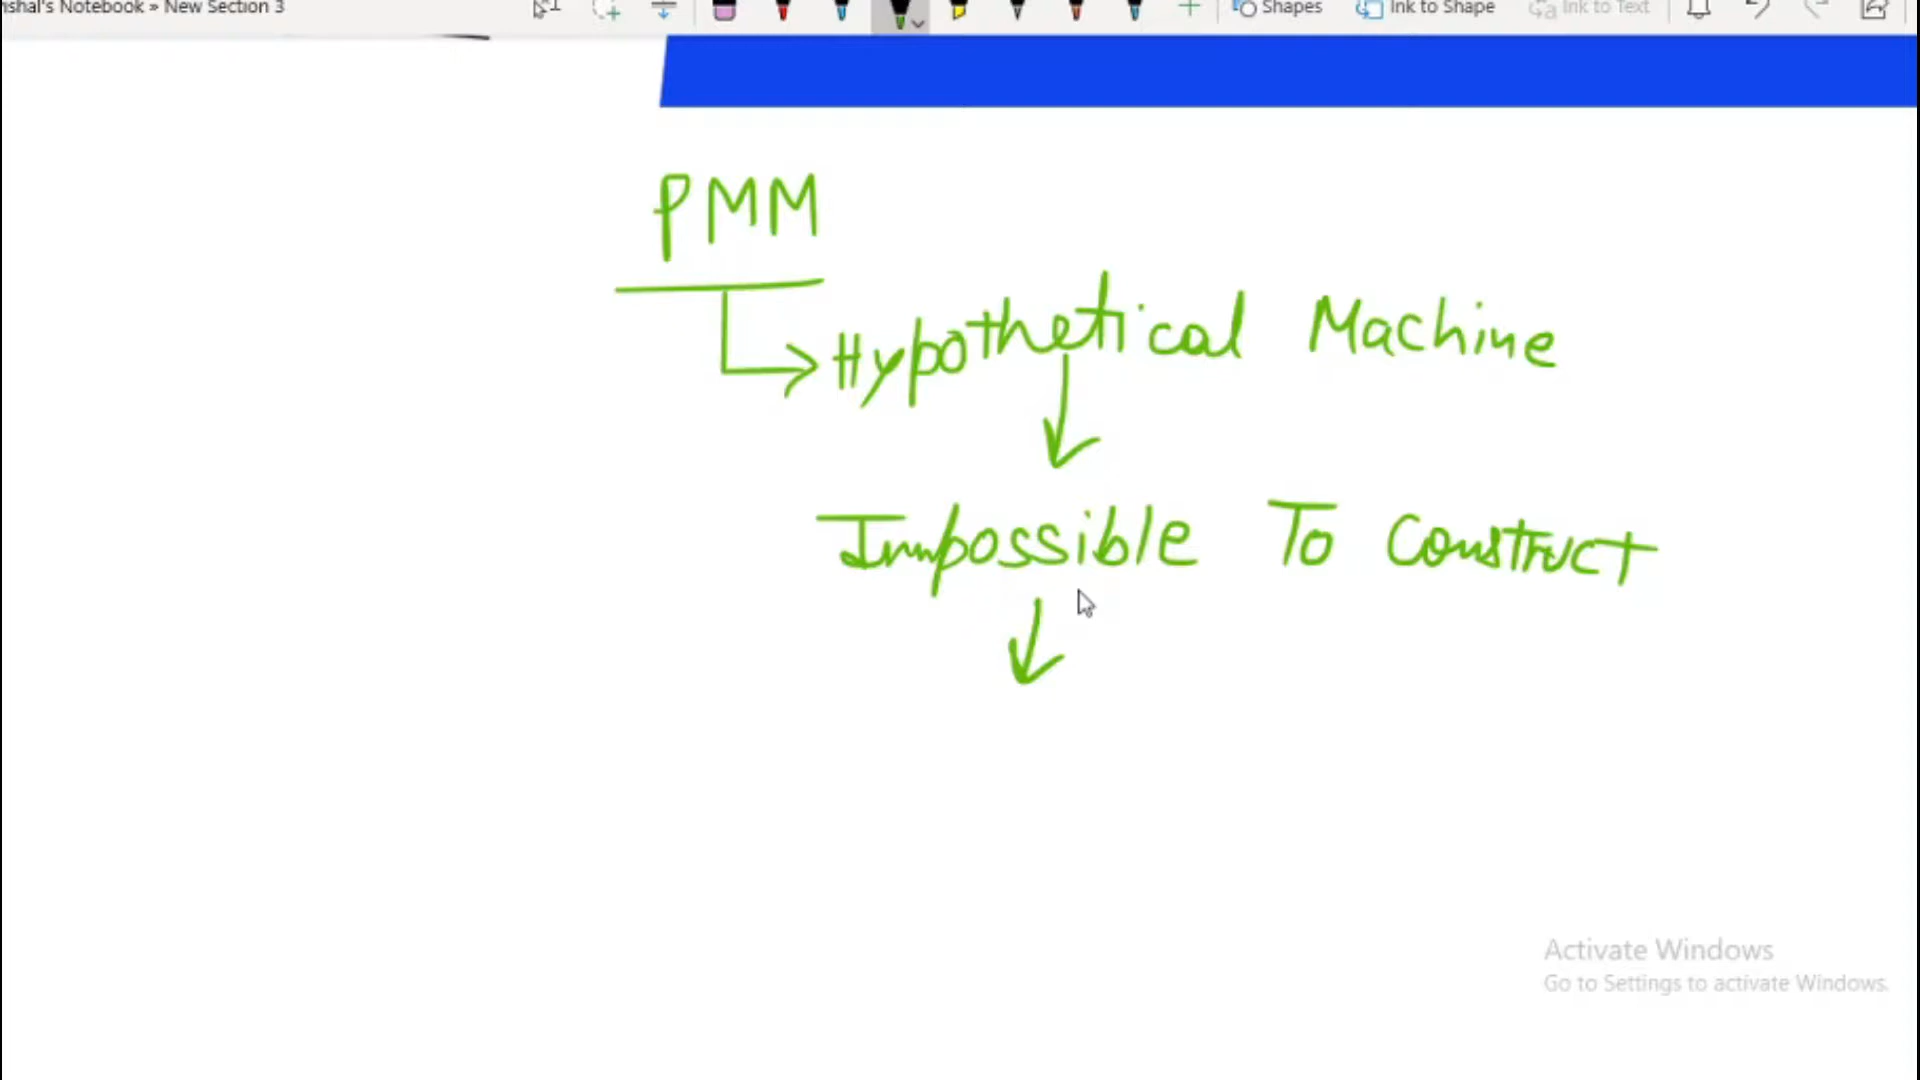 nshal's Notebook » New Section 3
Shapes
Ink to Shape
Ink to Text
PMM
Hypothetical Machine
Impossible To Construct
Activate Windows
Go to Settings to activate Windows.